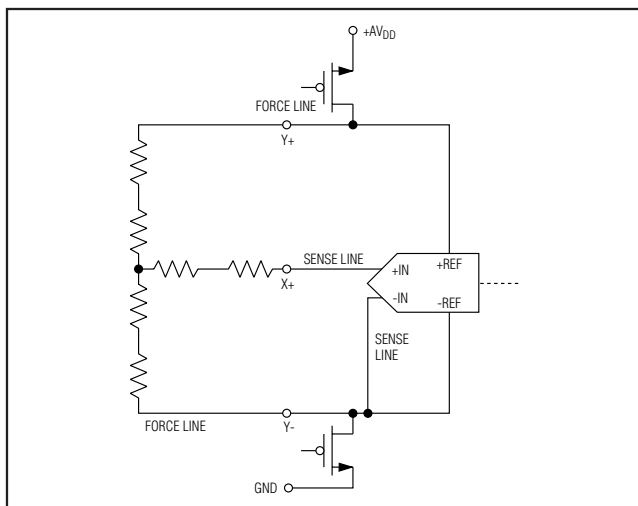 +AVDD
FORCE LINE
Y+
SENSE LINE
+IN
+REF
X+
-IN
-REF
SENSE
LINE
FORCE LINE
Y-
GND